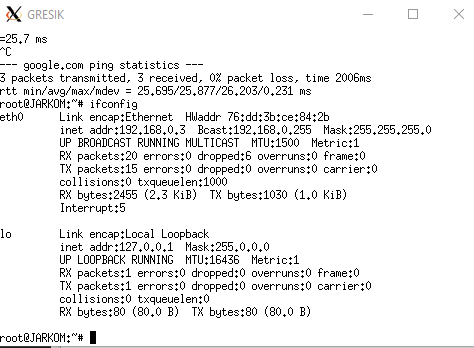 GRESIK
=25.7 ms
^C
--- google.com ping statistics ---
3 packets transmitted, 3 received, 0% packet loss, time 2006ms
rtt min/avg/max/mdev = 25.695/25.877/26.203/0.231 ms
root@JARKOM:~# ifconfig
eth0      Link encap:Ethernet  HWaddr 76:dd:3b:ce:84:2b
          inet addr:192.168.0.3  Bcast:192.168.0.255  Mask:255.255.255.0
          UP BROADCAST RUNNING MULTICAST  MTU:1500  Metric:1
          RX packets:20 errors:0 dropped:6 overruns:0 frame:0
          TX packets:15 errors:0 dropped:0 overruns:0 carrier:0
          collisions:0 txqueuelen:1000
          RX bytes:2455 (2.3 KiB)  TX bytes:1030 (1.0 KiB)
          Interrupt:5
lo        Link encap:Local Loopback
          inet addr:127.0.0.1  Mask:255.0.0.0
          UP LOOPBACK RUNNING  MTU:16436  Metric:1
          RX packets:1 errors:0 dropped:0 overruns:0 frame:0
          TX packets:1 errors:0 dropped:0 overruns:0 carrier:0
          collisions:0 txqueuelen:0
          RX bytes:80 (80.0 B)  TX bytes:80 (80.0 B)
root@JARKOM:~#